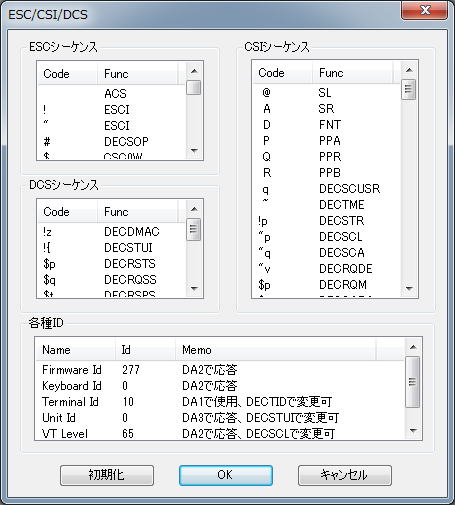 ESC/CSI/DCS
ESCシーケンス
Code Func
ACS
! ESCI
" ESCI
# DECSOP
$ CSC0W
DCSシーケンス
Code Func
!z DECDMAC
!{ DECSTUI
$p DECRSTS
$q DECRQSS
$t DECRSPS
CSIシーケンス
Code Func
@ SL
A SR
D FNT
P PPA
Q PPR
R PPB
q DECSCUSR
~ DECTME
!p DECSTR
"p DECSCL
"q DECSCA
"v DECRQDE
$p DECRQM
各種ID
Name Id Memo
Firmware Id 277 DA2で応答
Keyboard Id 0 DA2で応答
Terminal Id 10 DA1で使用、DECTIDで変更可
Unit Id 0 DA3で応答、DECSTUIで変更可
VT Level 65 DA2で応答、DECSCLで変更可
初期化 OK キャンセル